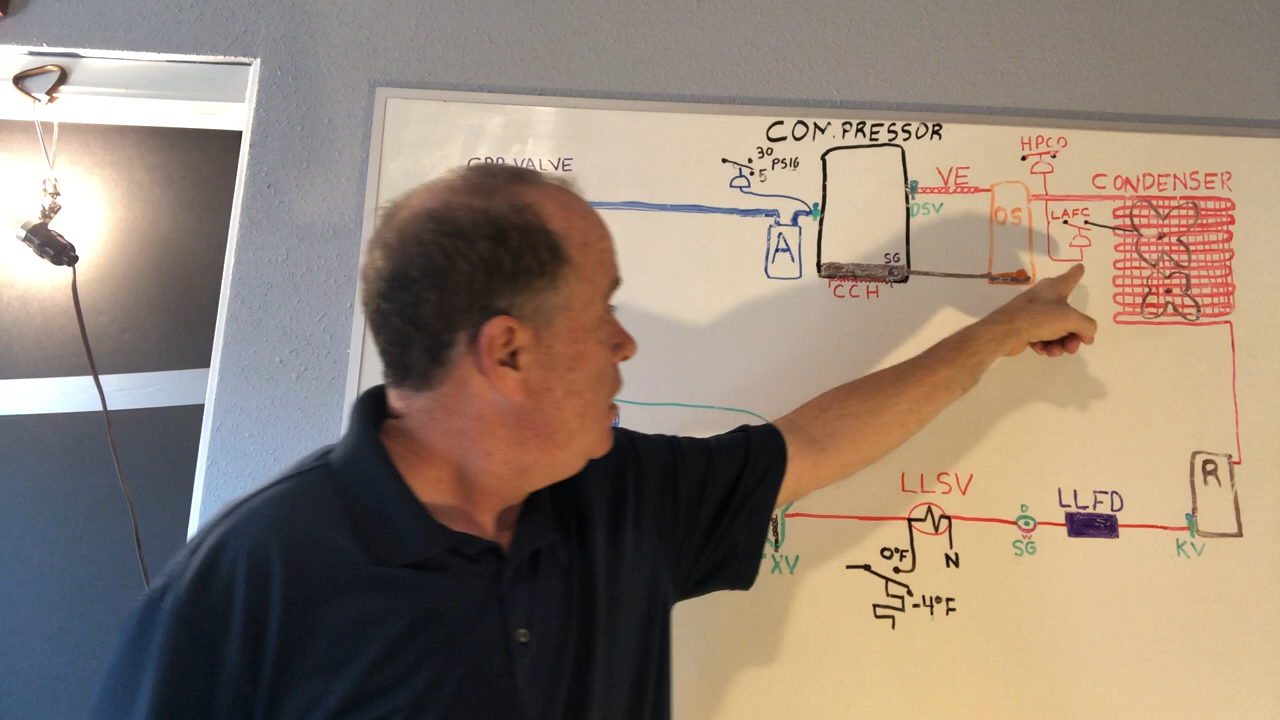 COMPRESSOR
VALVE
30
PSIG
5
HPCO
VE
CONDENSER
DSV
OS
LAFC
A
SG
CCH
R
LLSV
LLFD
D
SG
KV
XV
0°F
N
-4°F